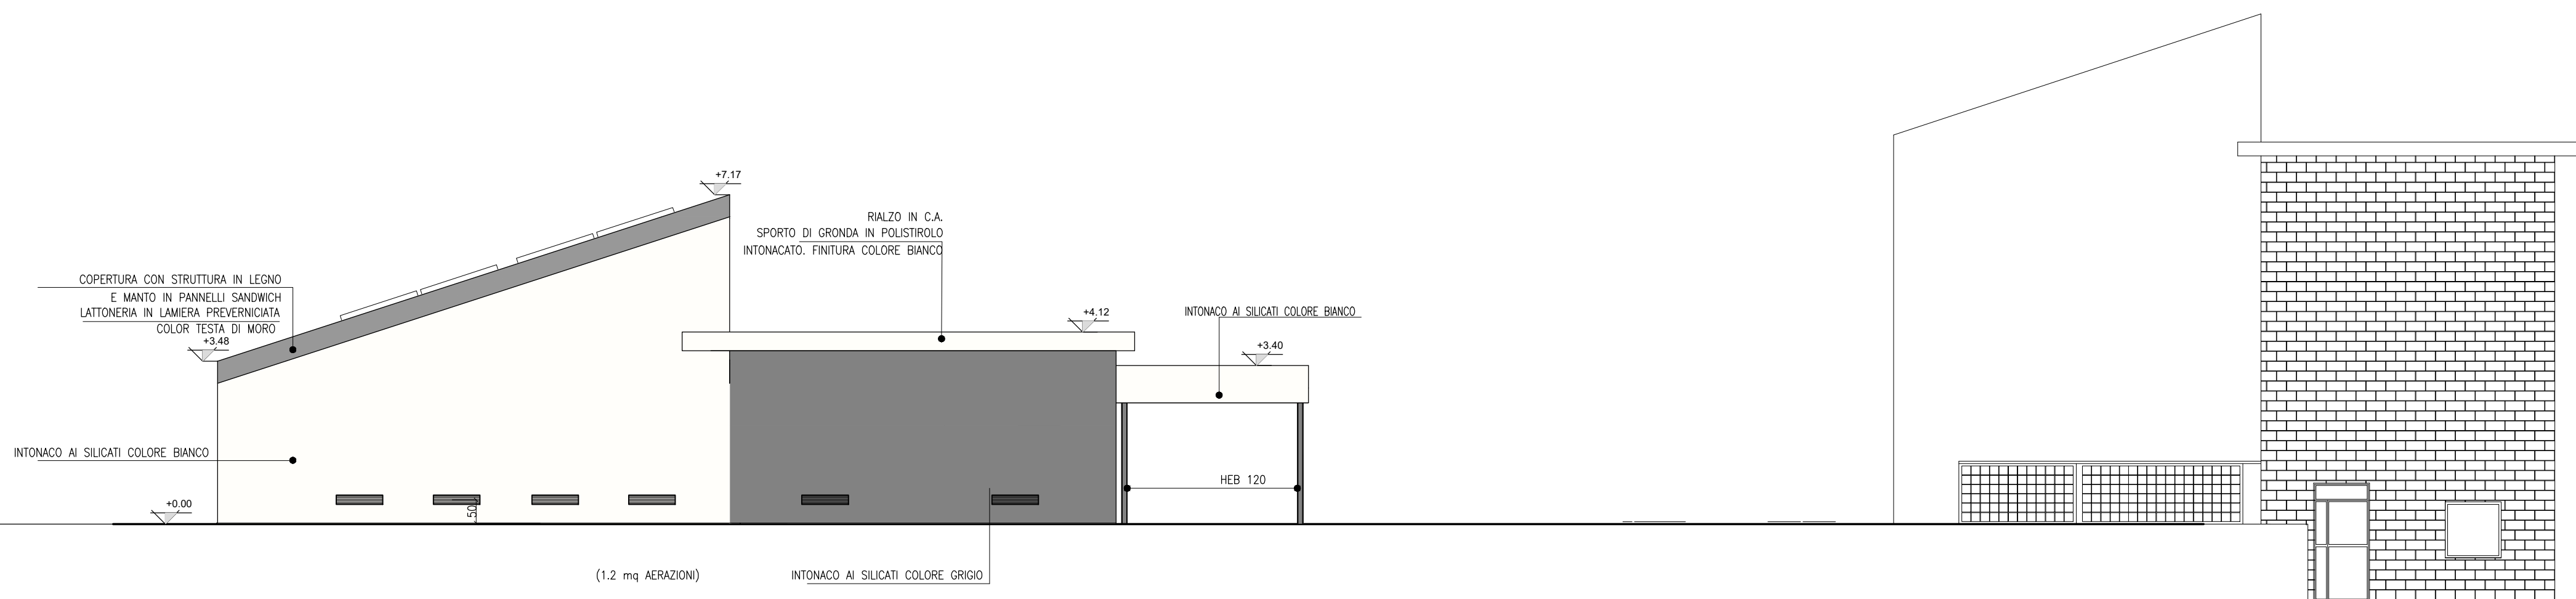 +7.17
RIALZO IN C.A.
SPORTO DI GRONDA IN POLISTIROLO
INTONACATO. FINITURA COLORE BIANCO
COPERTURA CON STRUTTURA IN LEGNO
E MANTO IN PANNELLI SANDWICH
LATTONERIA IN LAMIERA PREVERNICIATA
COLOR TESTA DI MORO
+3.48
+4.12
INTONACO AI SILICATI COLORE BIANCO
+3.40
INTONACO AI SILICATI COLORE BIANCO
HEB 120
+0.00
50
(1.2 mq AERAZIONI)
INTONACO AI SILICATI COLORE GRIGIO